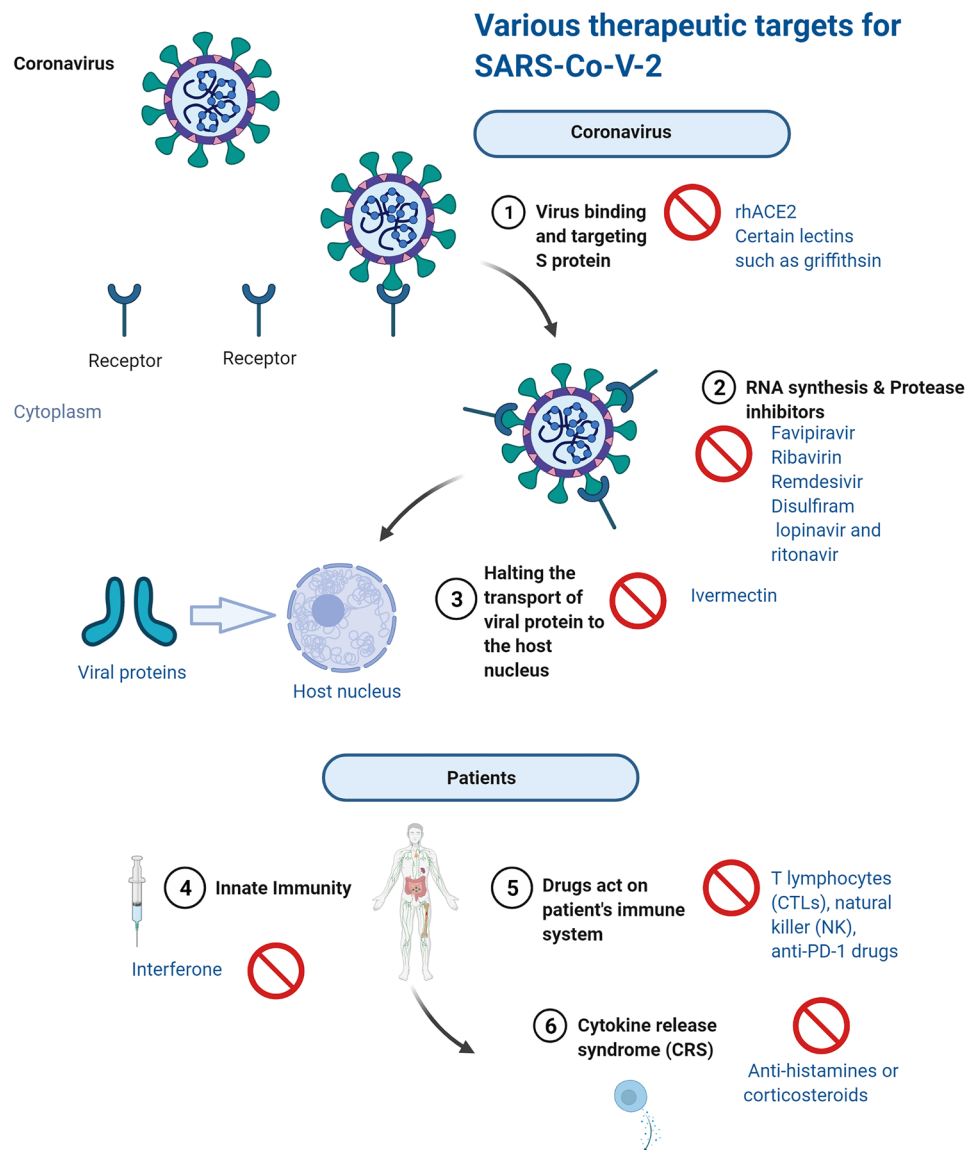 Various therapeutic targets for
SARS-Co-V-2
Coronavirus
Coronavirus
1
Virus binding
and targeting
S protein
rhACE2
Certain lectins
such as griffithsin
Receptor
Receptor
Cytoplasm
2
RNA synthesis & Protease
inhibitors
Favipiravir
Ribavirin
Remdesivir
Disulfiram
lopinavir and
ritonavir
3
Halting the
transport of
viral protein to
the host
nucleus
Ivermectin
Viral proteins
Host nucleus
Patients
4
Innate Immunity
Interferone
5
Drugs act on
patient's immune
system
T lymphocytes
(CTLs), natural
killer (NK),
anti-PD-1 drugs
6
Cytokine release
syndrome (CRS)
Anti-histamines or
corticosteroids